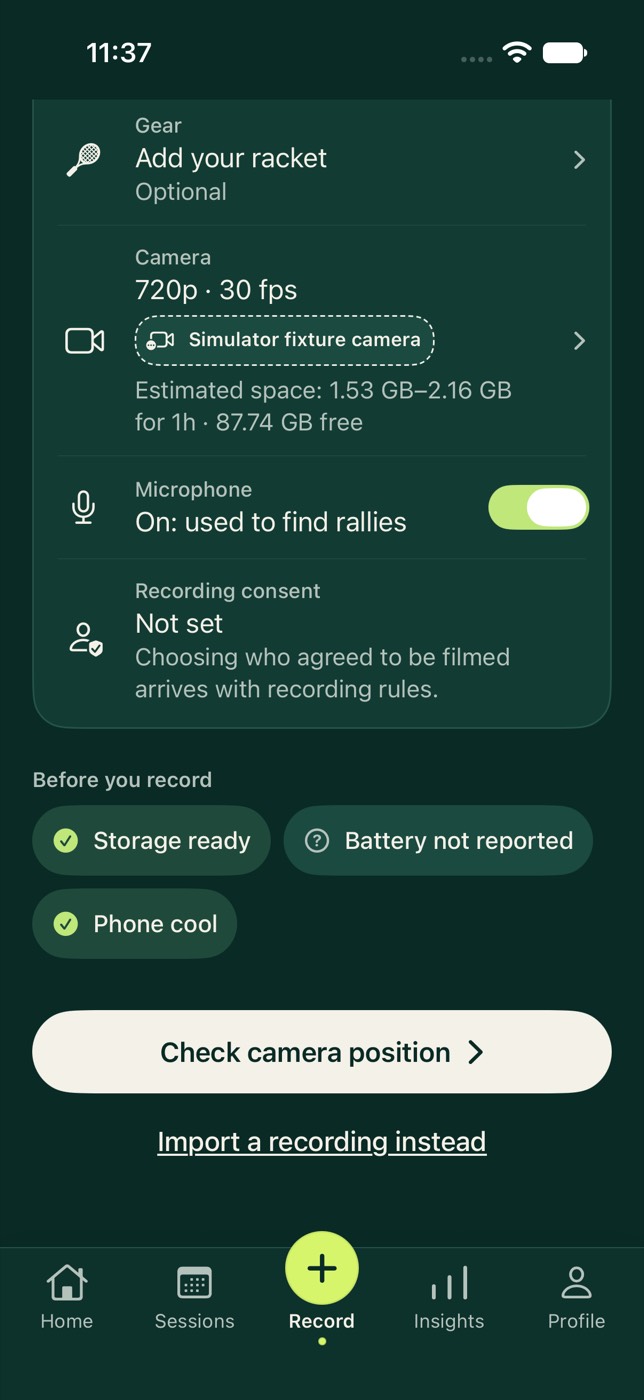 11:37
Gear
Add your racket
Optional
Camera
720p · 30 fps
Simulator fixture camera
Estimated space: 1.53 GB–2.16 GB
for 1h · 87.74 GB free
Microphone
On: used to find rallies
Recording consent
Not set
Choosing who agreed to be filmed
arrives with recording rules.
Before you record
Storage ready
Battery not reported
Phone cool
Check camera position
Import a recording instead
Home
Sessions
Record
Insights
Profile